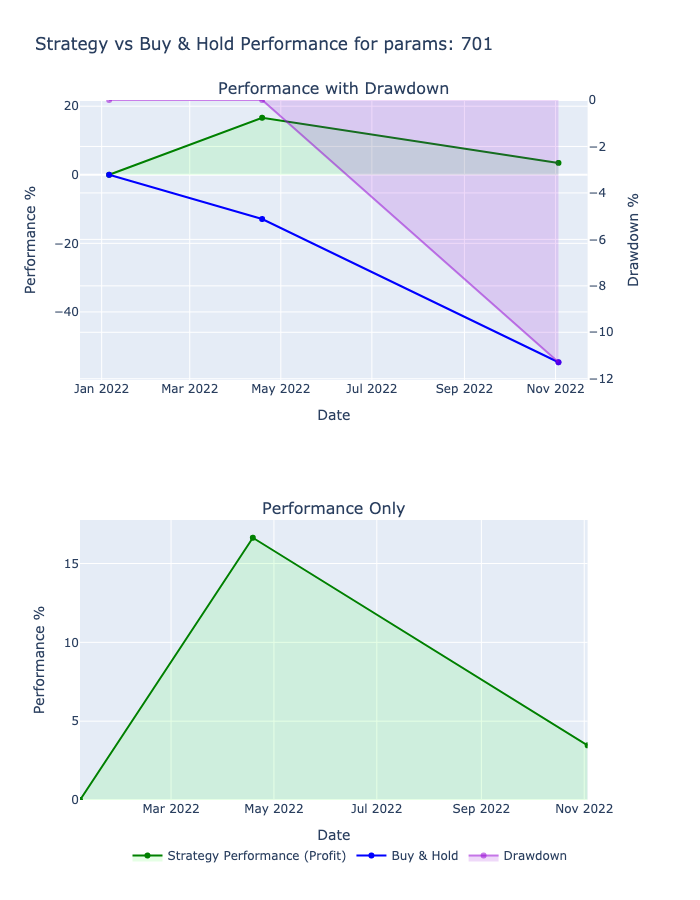 Strategy vs Buy & Hold Performance for params: 701
Performance with Drawdown
20
0
−20
−40
Performance %
0
−2
−4
−6
−8
−10
−12
Drawdown %
Jan 2022
Mar 2022
May 2022
Jul 2022
Sep 2022
Nov 2022
Date
Performance Only
15
10
5
0
Performance %
Mar 2022
May 2022
Jul 2022
Sep 2022
Nov 2022
Date
Strategy Performance (Profit)
Buy & Hold
Drawdown